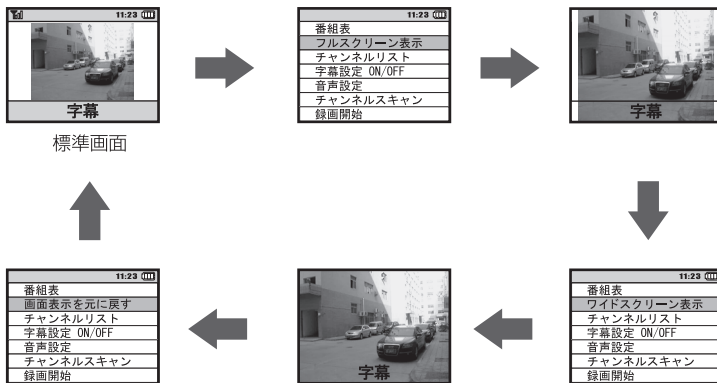 11:23
字幕
標準画面
11:23
番組表
フルスクリーン表示
チャンネルリスト
字幕設定 ON/OFF
音声設定
チャンネルスキャン
録画開始
字幕
11:23
番組表
ワイドスクリーン表示
チャンネルリスト
字幕設定 ON/OFF
音声設定
チャンネルスキャン
録画開始
字幕
11:23
番組表
画面表示を元に戻す
チャンネルリスト
字幕設定 ON/OFF
音声設定
チャンネルスキャン
録画開始